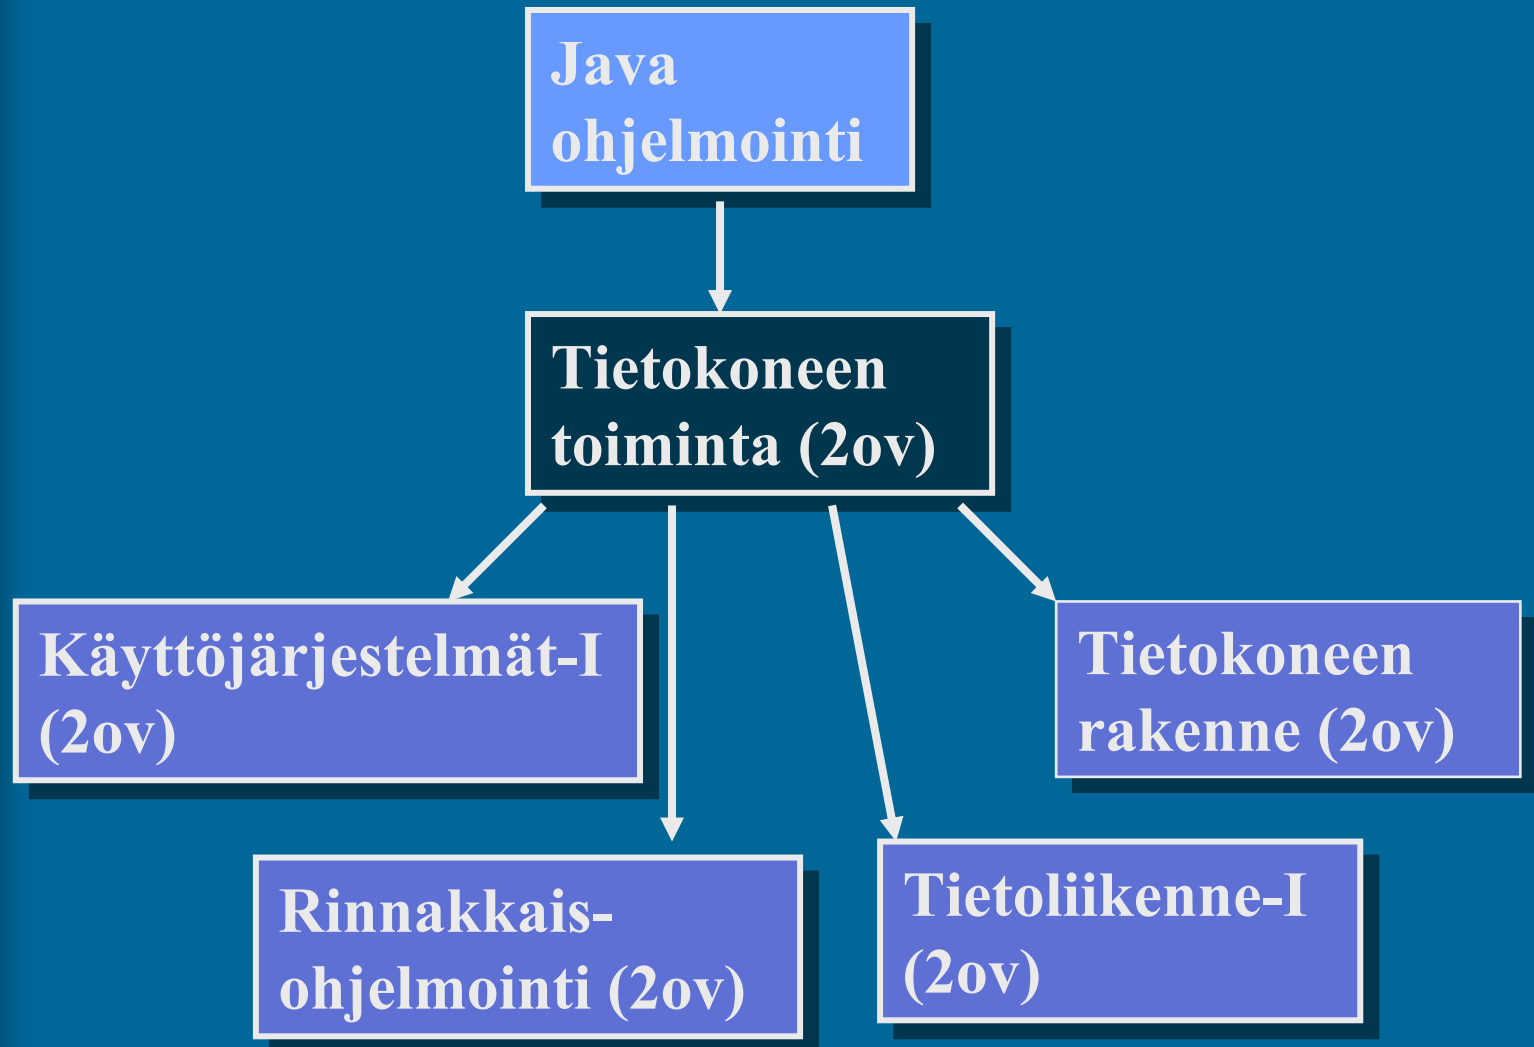 Java
ohjelmointi
Tietokoneen
toiminta (2ov)
Käyttöjärjestelmät-I
(2ov)
Tietokoneen
rakenne (2ov)
Rinnakkais-
ohjelmointi (2ov)
Tietoliikenne-I
(2ov)